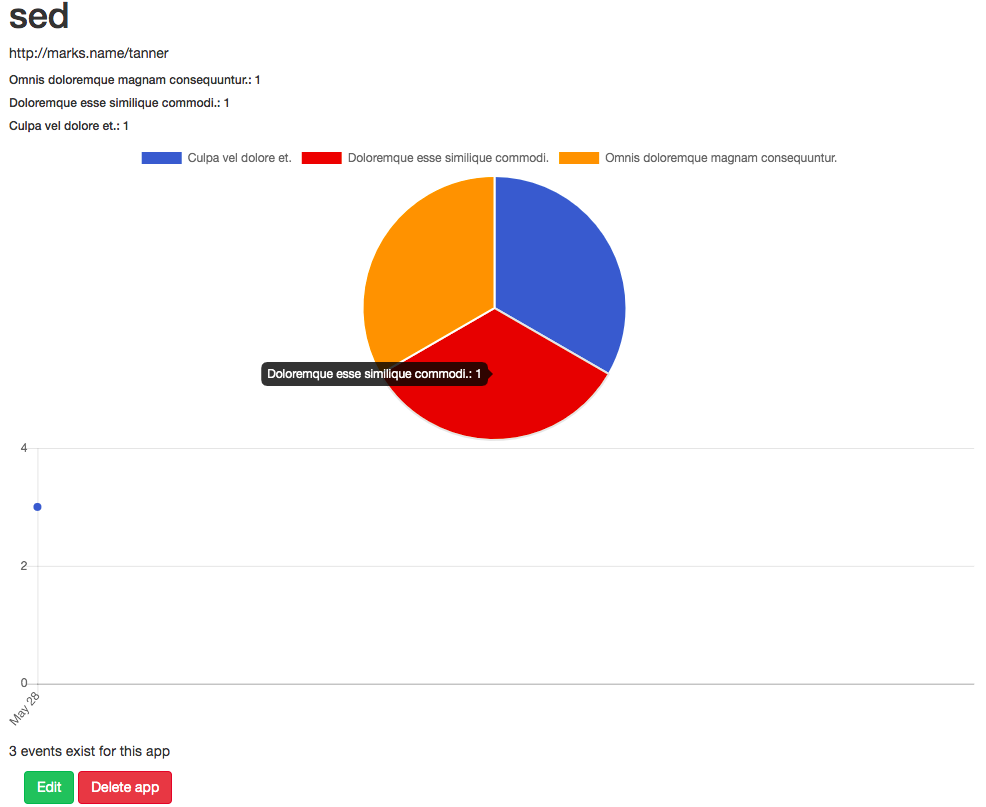 sed
http://marks.name/tanner
Omnis doloremque magnam consequuntur.: 1
Doloremque esse similique commodi.: 1
Culpa vel dolore et.: 1
Culpa vel dolore et. Doloremque esse similique commodi. Omnis doloremque magnam consequuntur.
Doloremque esse similique commodi.: 1
4
2
0
May 28
3 events exist for this app
Edit Delete app